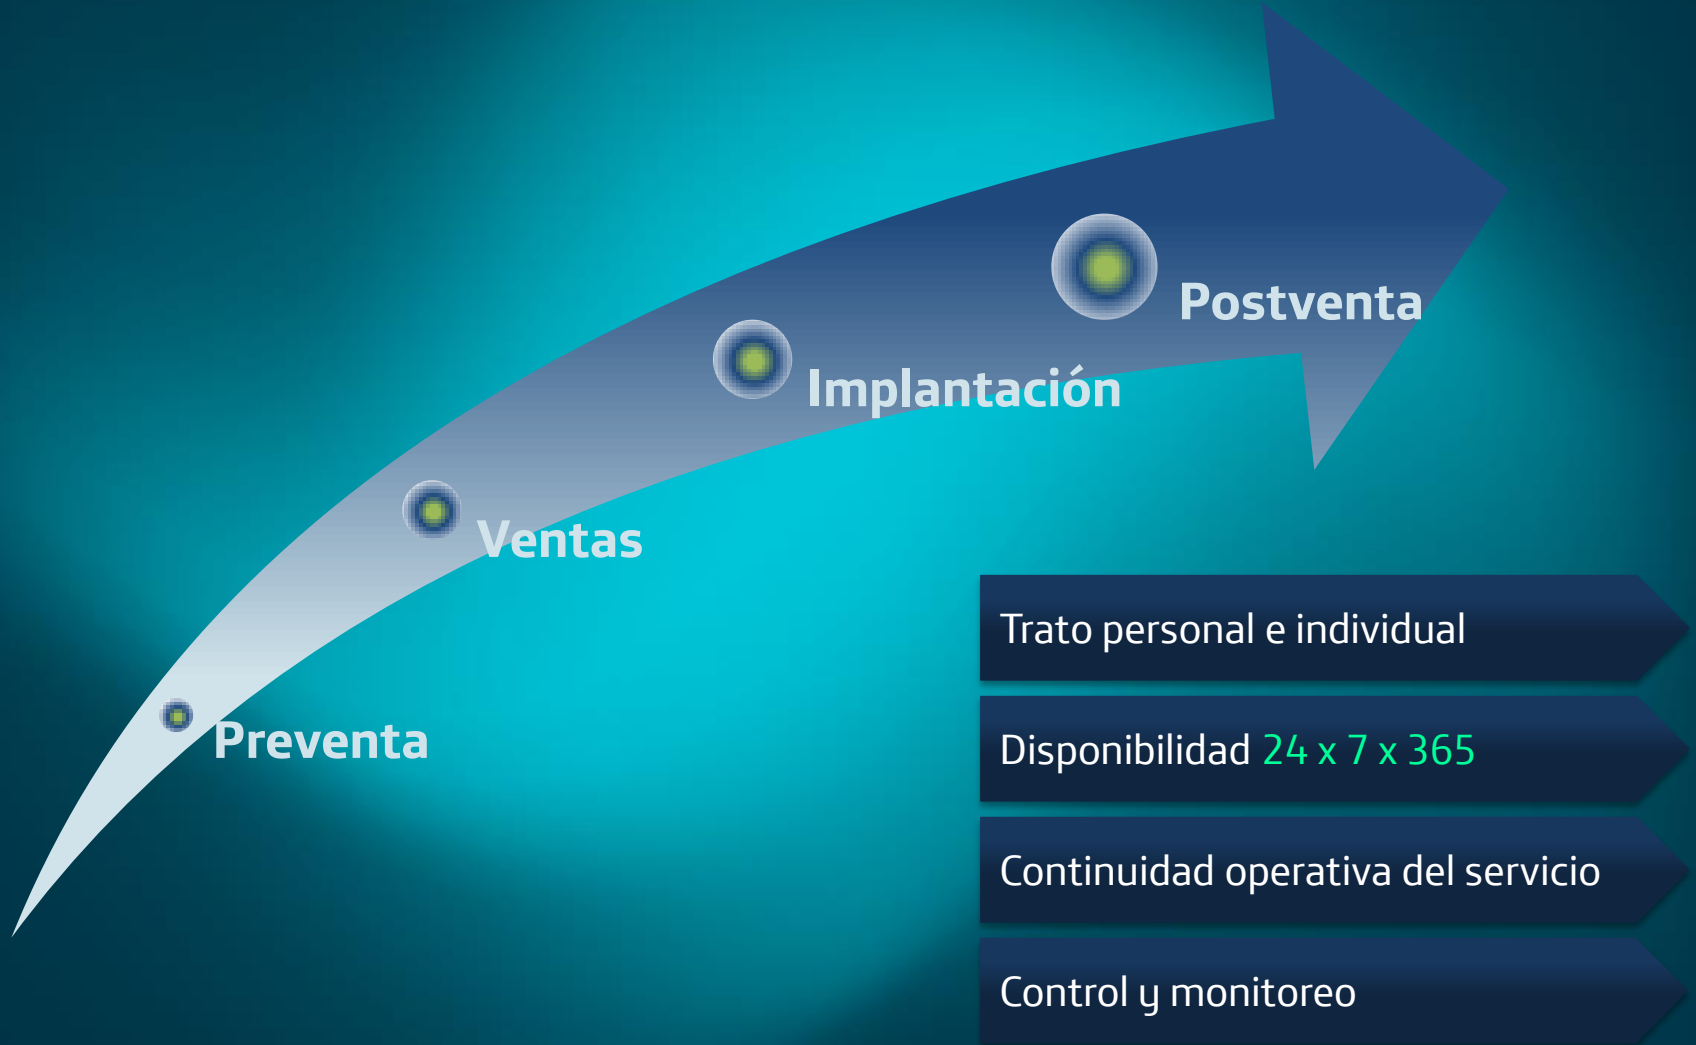 Postventa
Implantación
Ventas
Preventa
Trato personal e individual
Disponibilidad 24 x 7 x 365
Continuidad operativa del servicio
Control y monitoreo